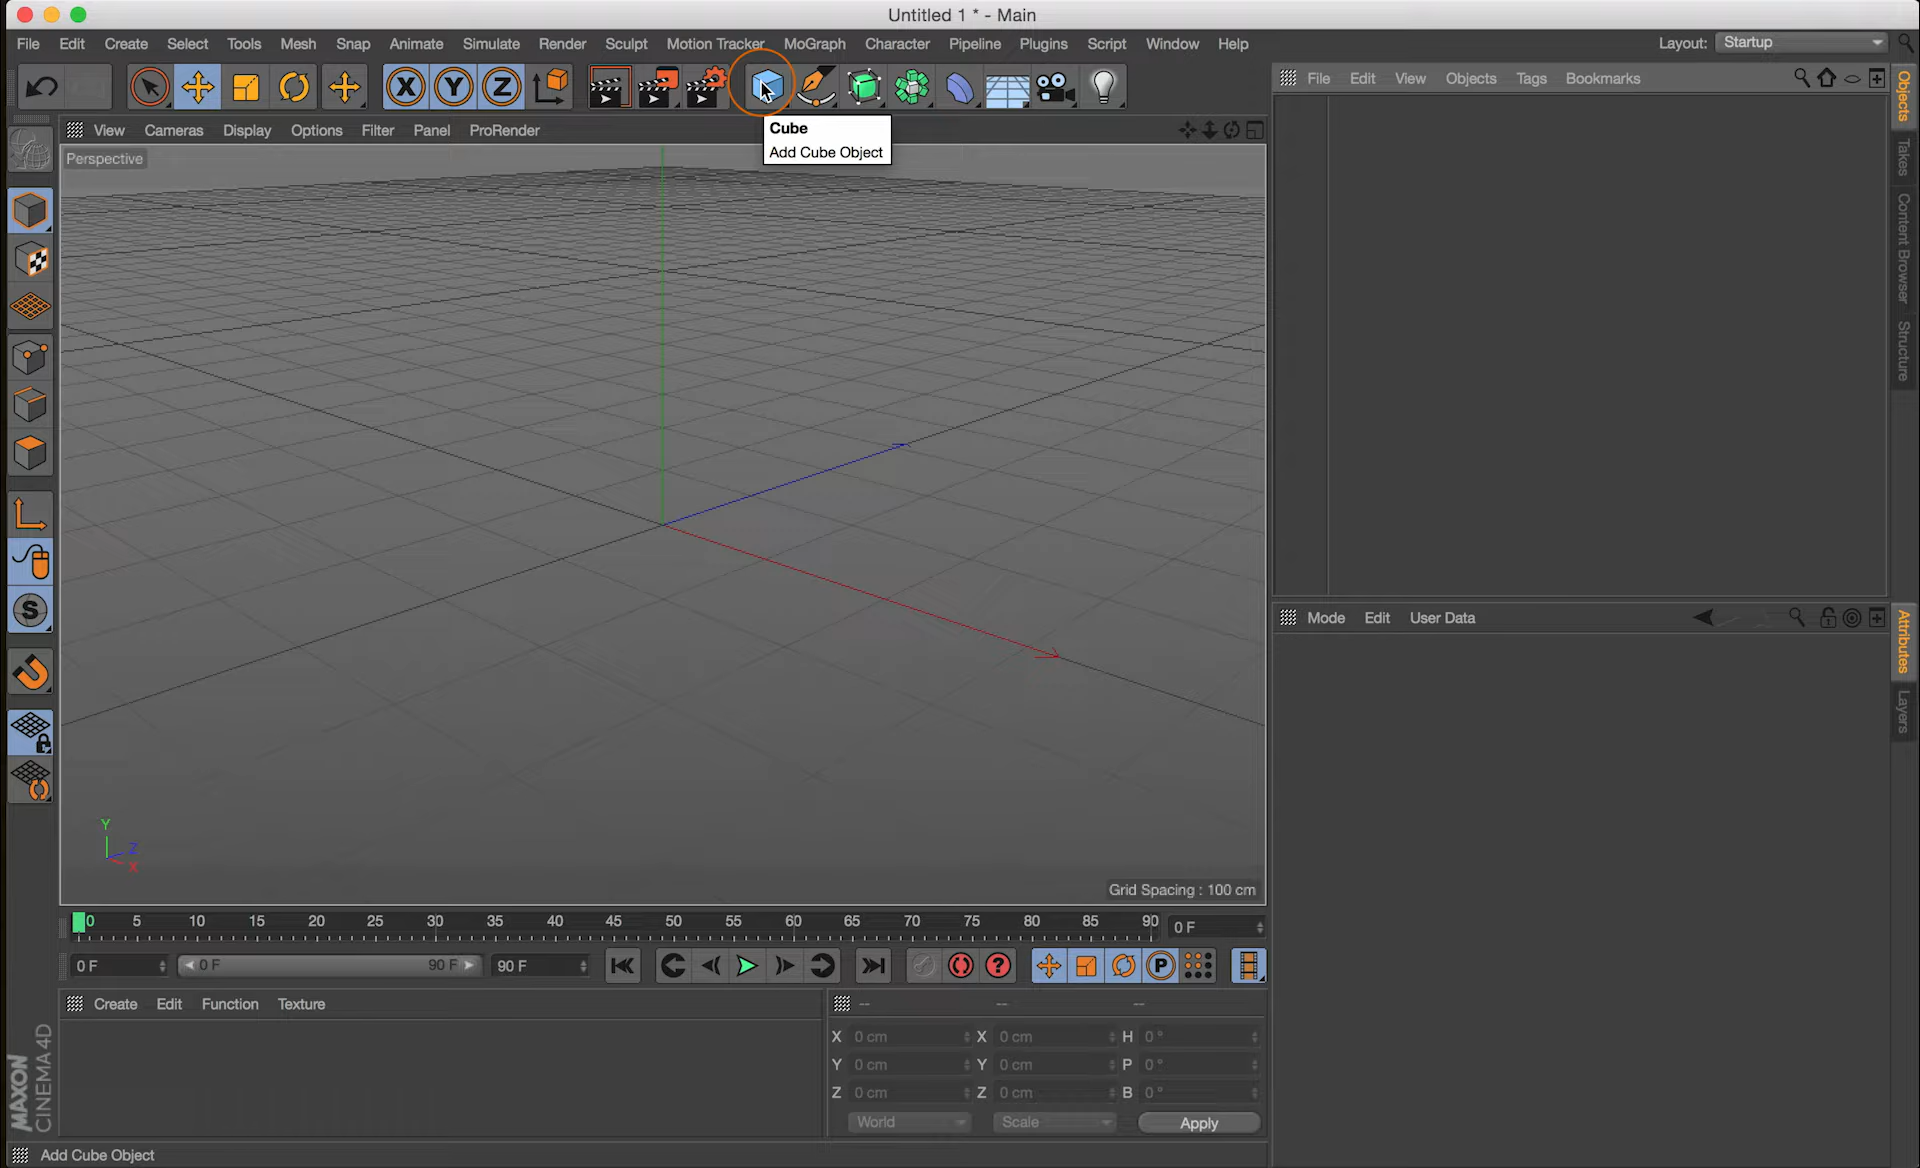 Untitled 1 * - Main
File Edit Create Select Tools Mesh Snap Animate Simulate Render Sculpt Motion Tracker MoGraph Character Pipeline Plugins Script Window Help Layout: Startup
X Y Z
File Edit View Objects Tags Bookmarks
View Cameras Display Options Filter Panel ProRender
Cube
Add Cube Object
Perspective
Objects
Takes
Content Browser
Structure
S
Mode Edit User Data
Attributes
Layers
Y
Z
X
Grid Spacing : 100 cm
0 5 10 15 20 25 30 35 40 45 50 55 60 65 70 75 80 85 90 0 F
0 F 0 F 90 F 90 F ? P
Create Edit Function Texture -- -- --
X 0 cm X 0 cm H 0 °
Y 0 cm Y 0 cm P 0 °
Z 0 cm Z 0 cm B 0 °
World Scale Apply
MAXON
CINEMA 4D
Add Cube Object